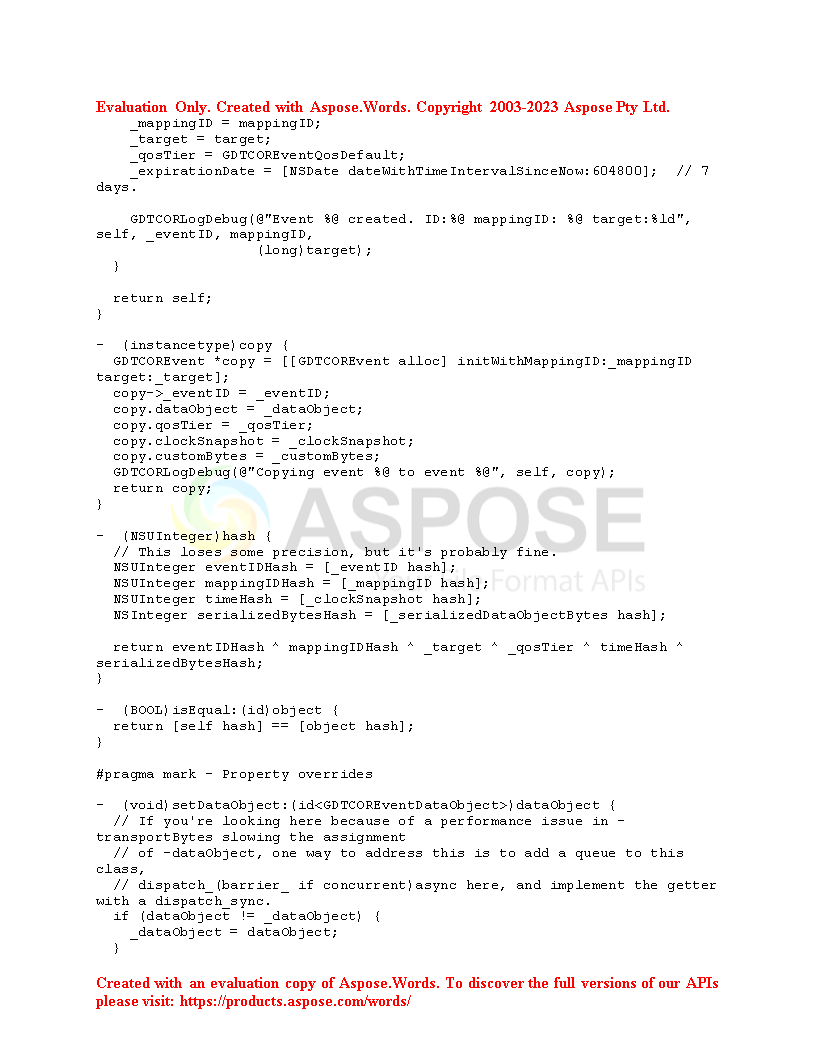 Evaluation Only. Created with Aspose.Words. Copyright 2003-2023 Aspose Pty Ltd.
    _mappingID = mappingID;
    _target = target;
    _qosTier = GDTCOREventQosDefault;
    _expirationDate = [NSDate dateWithTimeIntervalSinceNow:604800];  // 7
days.

    GDTCORLogDebug(@"Event %@ created. ID:%@ mappingID: %@ target:%ld",
self, _eventID, mappingID,
                   (long)target);
  }

  return self;
}

-  (instancetype)copy {
  GDTCOREvent *copy = [[GDTCOREvent alloc] initWithMappingID:_mappingID
target:_target];
  copy->_eventID = _eventID;
  copy.dataObject = _dataObject;
  copy.qosTier = _qosTier;
  copy.clockSnapshot = _clockSnapshot;
  copy.customBytes = _customBytes;
  GDTCORLogDebug(@"Copying event %@ to event %@", self, copy);
  return copy;
}

-  (NSUInteger)hash {
  // This loses some precision, but it's probably fine.
  NSUInteger eventIDHash = [_eventID hash];
  NSUInteger mappingIDHash = [_mappingID hash];
  NSUInteger timeHash = [_clockSnapshot hash];
  NSInteger serializedBytesHash = [_serializedDataObjectBytes hash];

  return eventIDHash ^ mappingIDHash ^ _target ^ _qosTier ^ timeHash ^
serializedBytesHash;
}

-  (BOOL)isEqual:(id)object {
  return [self hash] == [object hash];
}

#pragma mark - Property overrides

-  (void)setDataObject:(id<GDTCOREventDataObject>)dataObject {
  // If you're looking here because of a performance issue in -
transportBytes slowing the assignment
  // of -dataObject, one way to address this is to add a queue to this
class,
  // dispatch_(barrier_ if concurrent)async here, and implement the getter
with a dispatch_sync.
  if (dataObject != _dataObject) {
    _dataObject = dataObject;
  }
ASPOSE
Format APIs
Created with an evaluation copy of Aspose.Words. To discover the full versions of our APIs
please visit: https://products.aspose.com/words/